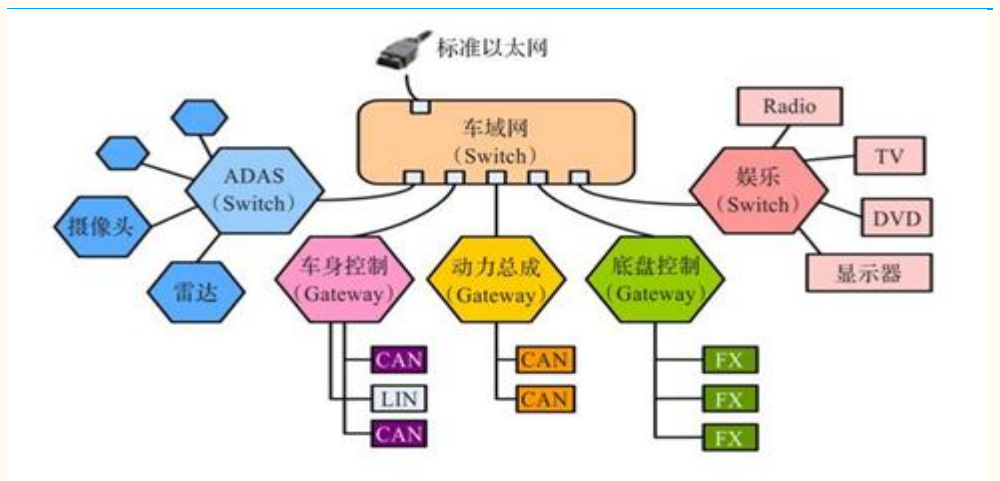 标准以太网
车域网
(Switch)
ADAS
(Switch)
摄像头
雷达
车身控制
(Gateway)
动力总成
(Gateway)
底盘控制
(Gateway)
娱乐
(Switch)
Radio
TV
DVD
显示器
CAN
LIN
CAN
CAN
CAN
FX
FX
FX